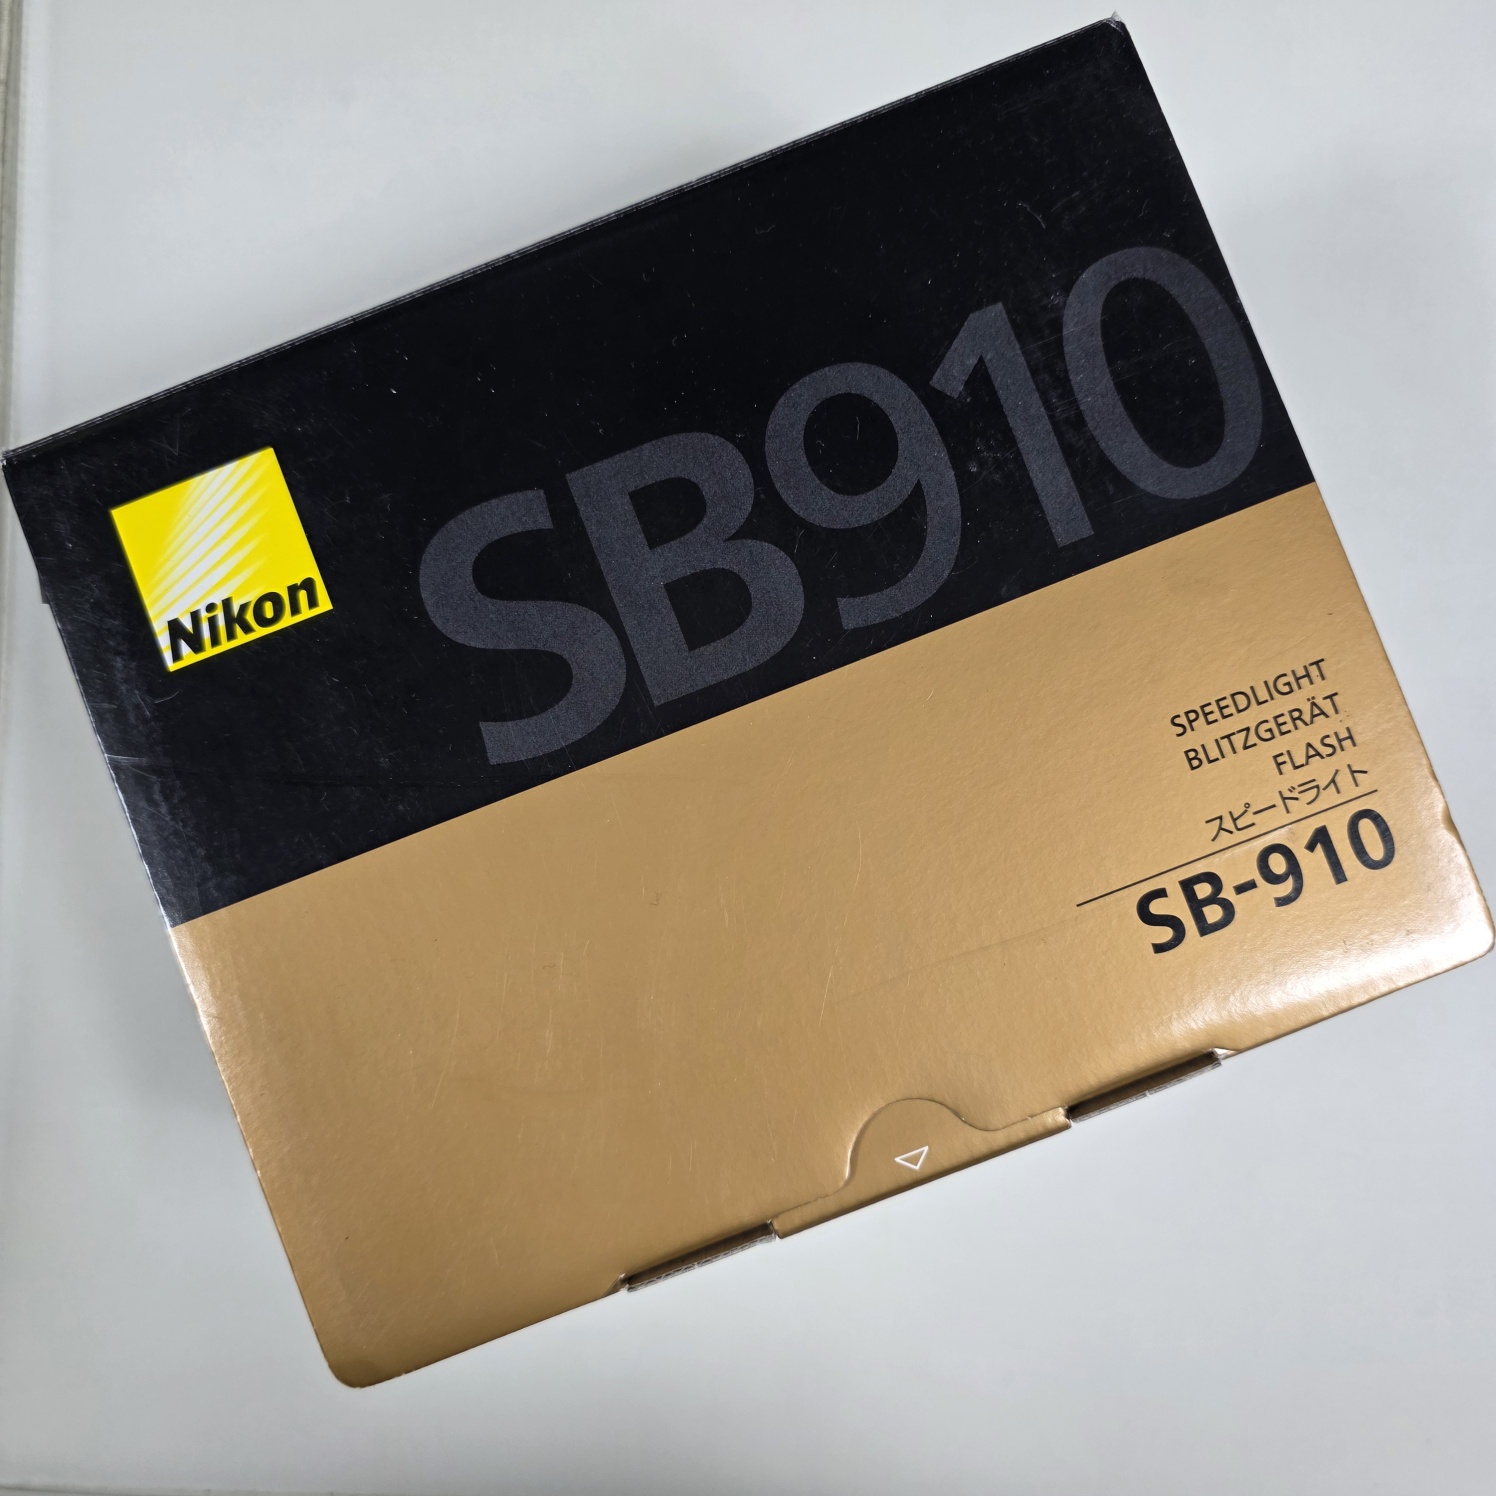 Nikon
SB910
SPEEDLIGHT
BLITZGERÄT
FLASH
スピードライト
SB-910